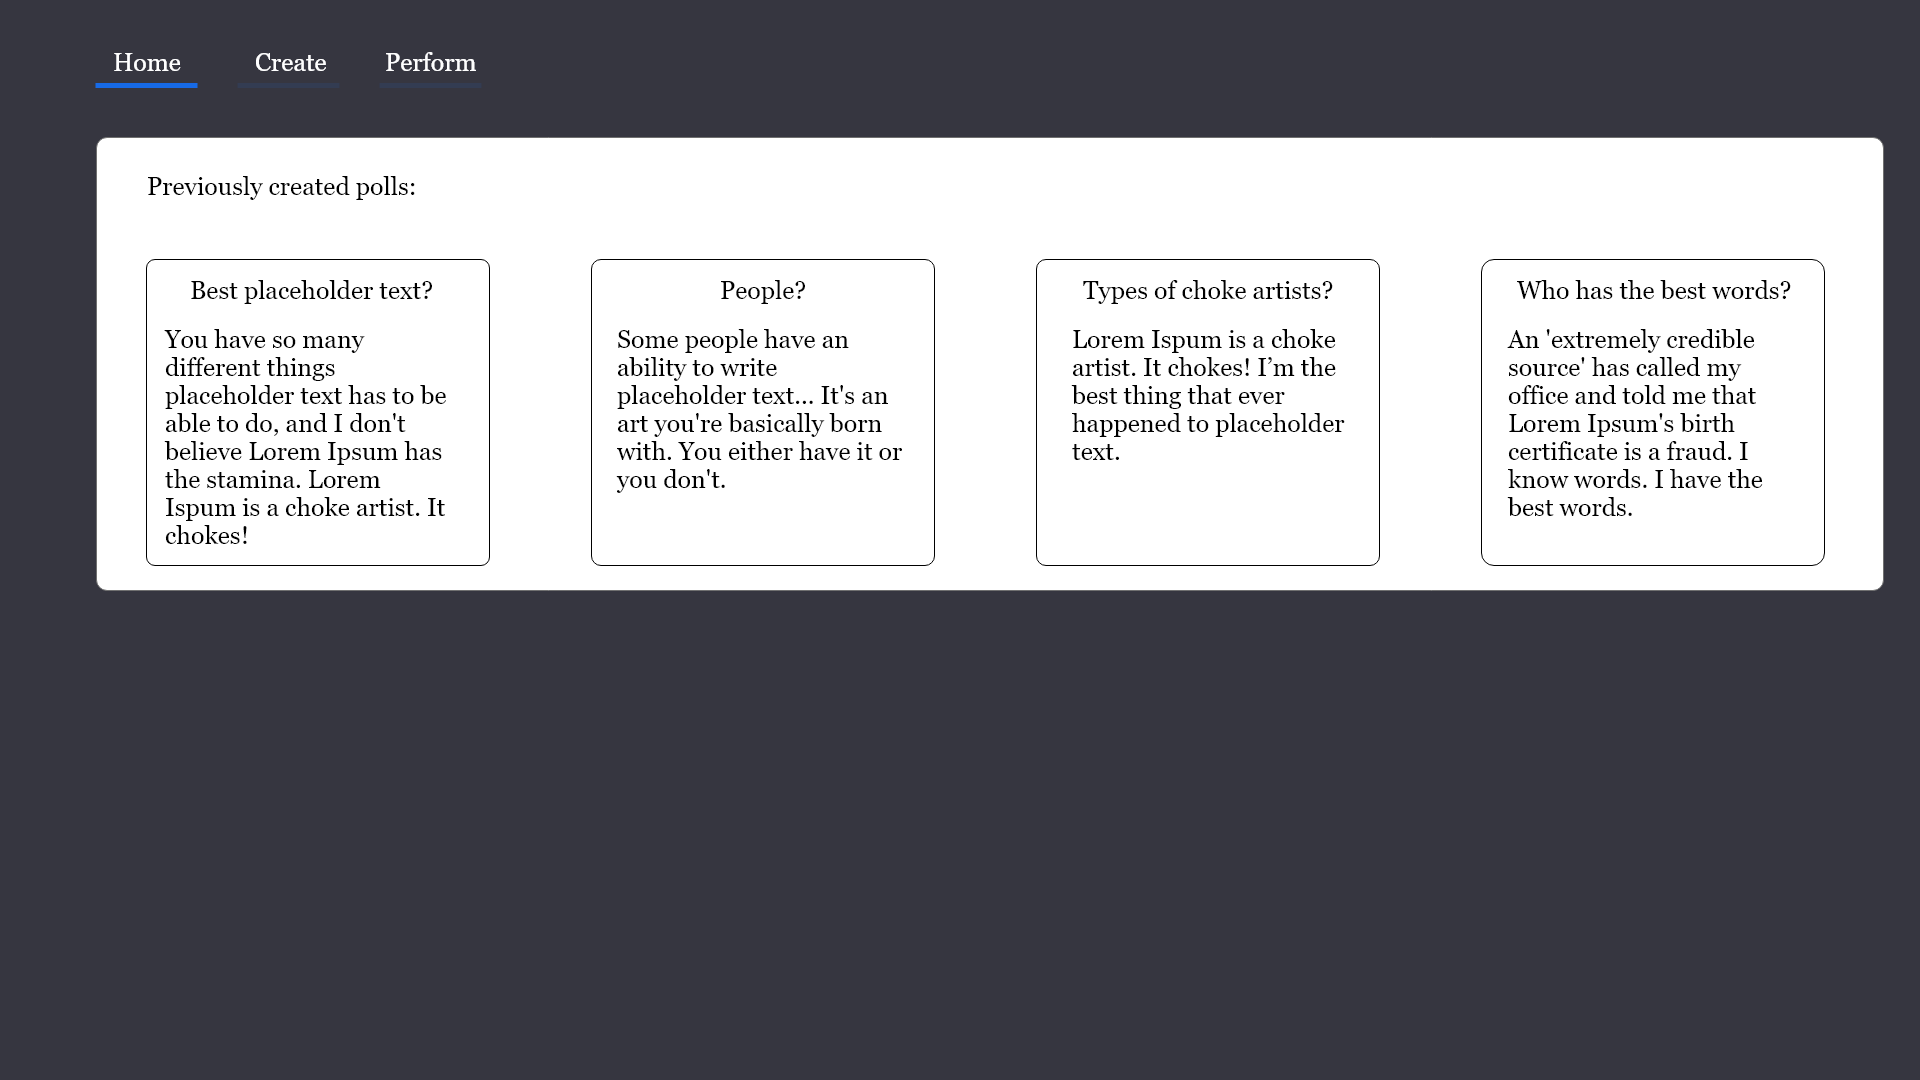 Home
Create
Perform
Previously created polls:
Best placeholder text?
You have so many
different things
placeholder text has to be
able to do, and I don't
believe Lorem Ipsum has
the stamina. Lorem
Ispum is a choke artist. It
chokes!
People?
Some people have an
ability to write
placeholder text... It's an
art you're basically born
with. You either have it or
you don't.
Types of choke artists?
Lorem Ispum is a choke
artist. It chokes! I’m the
best thing that ever
happened to placeholder
text.
Who has the best words?
An 'extremely credible
source' has called my
office and told me that
Lorem Ipsum's birth
certificate is a fraud. I
know words. I have the
best words.